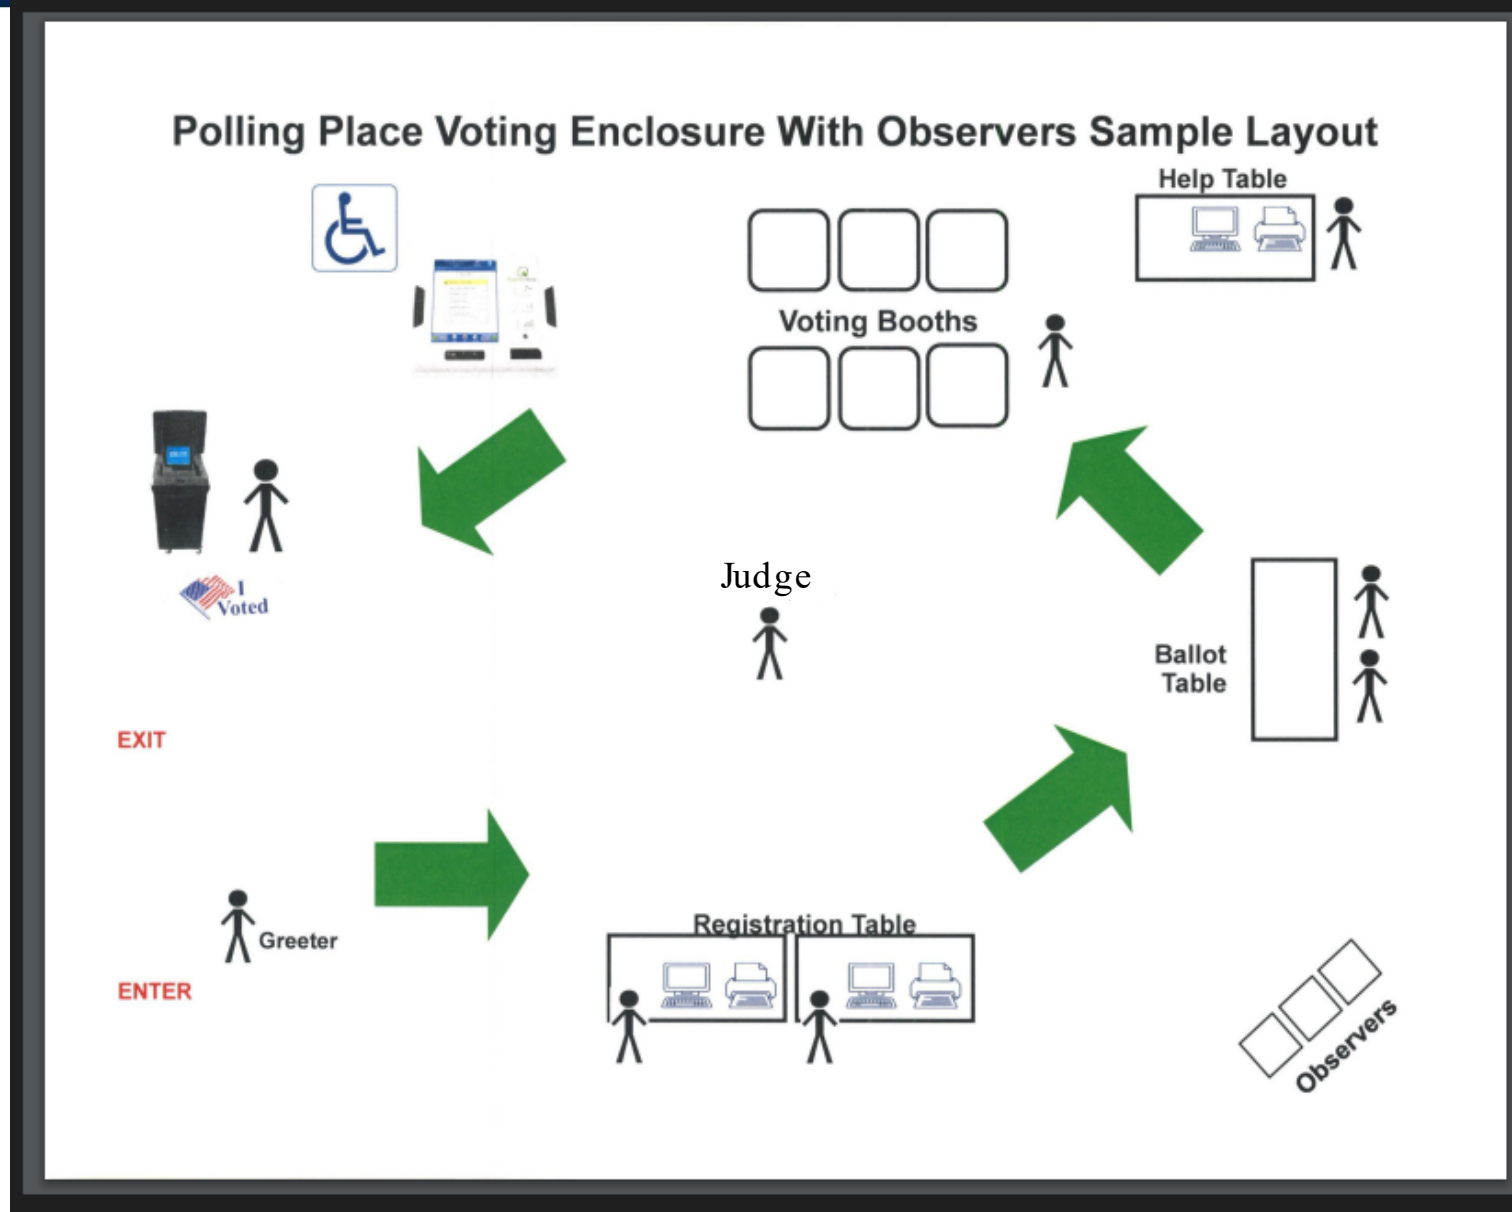 Polling Place Voting Enclosure With Observers Sample Layout
Help Table
Voting Booths
Judge
I
Voted
Ballot
Table
EXIT
Greeter
Registration Table
ENTER
Observers